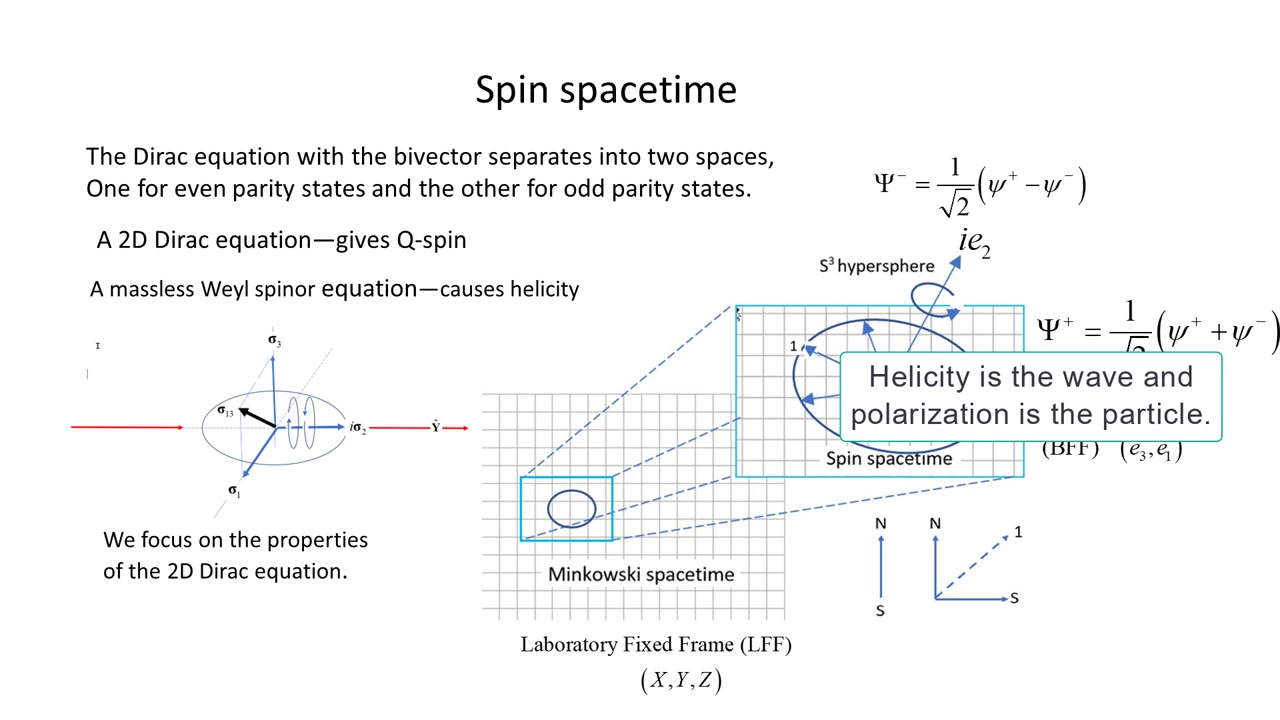 Spin spacetime
The Dirac equation with the bivector separates into two spaces,
One for even parity states and the other for odd parity states.
A 2D Dirac equation—gives Q-spin
A massless Weyl spinor equation—causes helicity
Ψ⁻ = 1/√2 (ψ⁺ − ψ⁻)
ie₂
S³ hypersphere
Ψ⁺ = 1/√2 (ψ⁺ + ψ⁻)
1
Helicity is the wave and
polarization is the particle.
(BFF) (e₃, e₁)
Spin spacetime
σ₃
σ₁₃
iσ₂
Ŷ
σ₁
We focus on the properties
of the 2D Dirac equation.
Minkowski spacetime
Laboratory Fixed Frame (LFF)
(X, Y, Z)
N
S
N
1
S